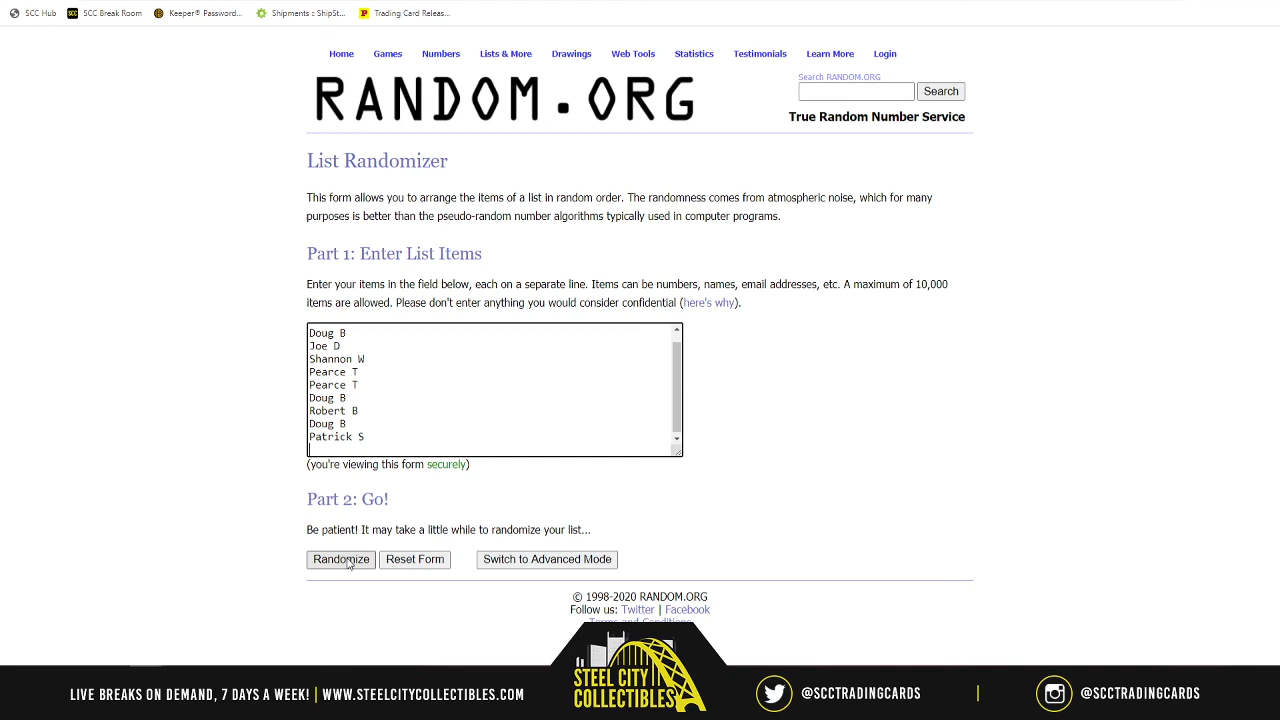 SCC Hub SCC Break Room Keeper® Password... Shipments :: ShipSt... Trading Card Releas...
Home Games Numbers Lists & More Drawings Web Tools Statistics Testimonials Learn More Login
RANDOM.ORG
Search RANDOM.ORG
Search
True Random Number Service
List Randomizer
This form allows you to arrange the items of a list in random order. The randomness comes from atmospheric noise, which for many
purposes is better than the pseudo-random number algorithms typically used in computer programs.
Part 1: Enter List Items
Enter your items in the field below, each on a separate line. Items can be numbers, names, email addresses, etc. A maximum of 10,000
items are allowed. Please don't enter anything you would consider confidential (here's why).
Doug B
Joe D
Shannon W
Pearce T
Pearce T
Doug B
Robert B
Doug B
Patrick S
(you're viewing this form securely)
Part 2: Go!
Be patient! It may take a little while to randomize your list...
Randomize Reset Form Switch to Advanced Mode
© 1998-2020 RANDOM.ORG
Follow us: Twitter | Facebook
Terms and Conditions
STEEL CITY
COLLECTIBLES
LIVE BREAKS ON DEMAND, 7 DAYS A WEEK! | WWW.STEELCITYCOLLECTIBLES.COM
@SCCTRADINGCARDS | @SCCTRADINGCARDS